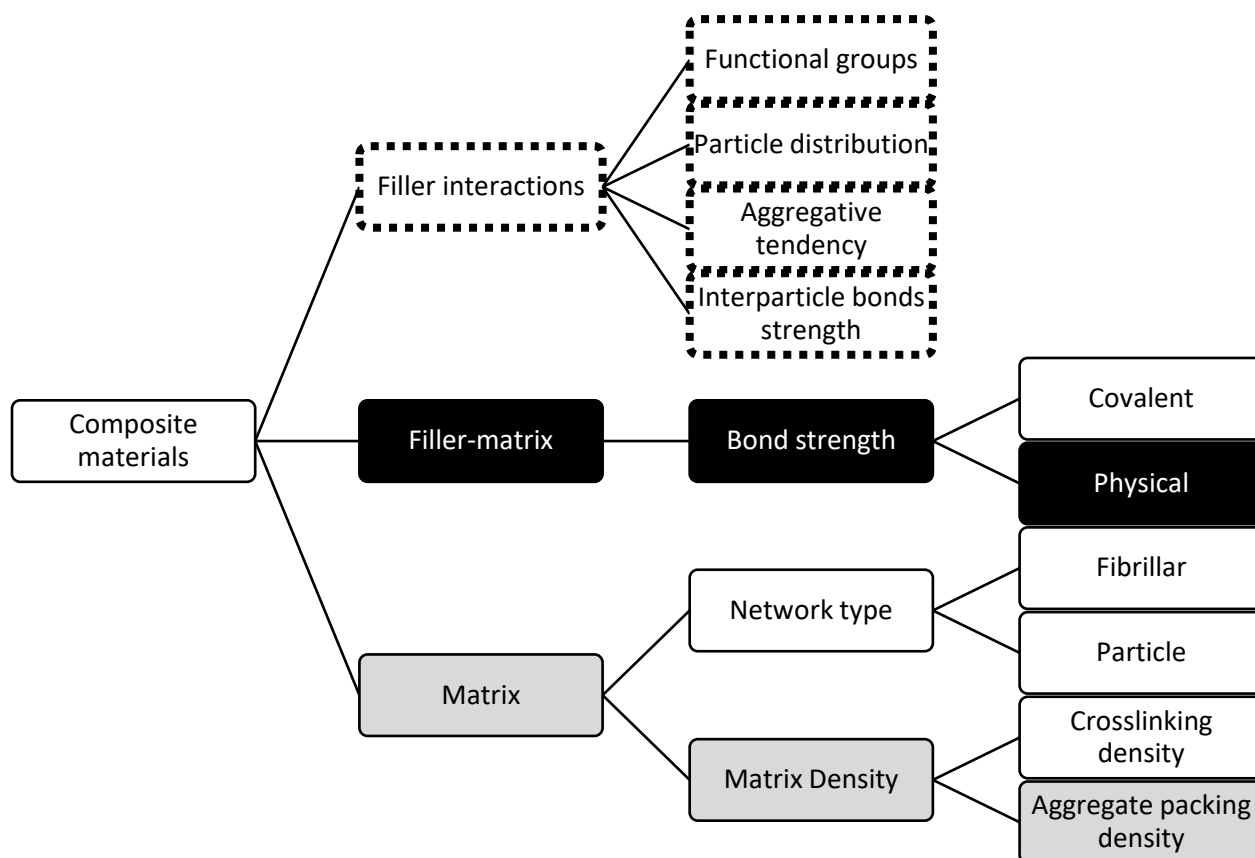 Functional groups
Particle distribution
Filler interactions
Aggregative
tendency
Interparticle bonds
strength
Composite
materials
Filler-matrix
Bond strength
Covalent
Physical
Matrix
Network type
Fibrillar
Particle
Matrix Density
Crosslinking
density
Aggregate packing
density